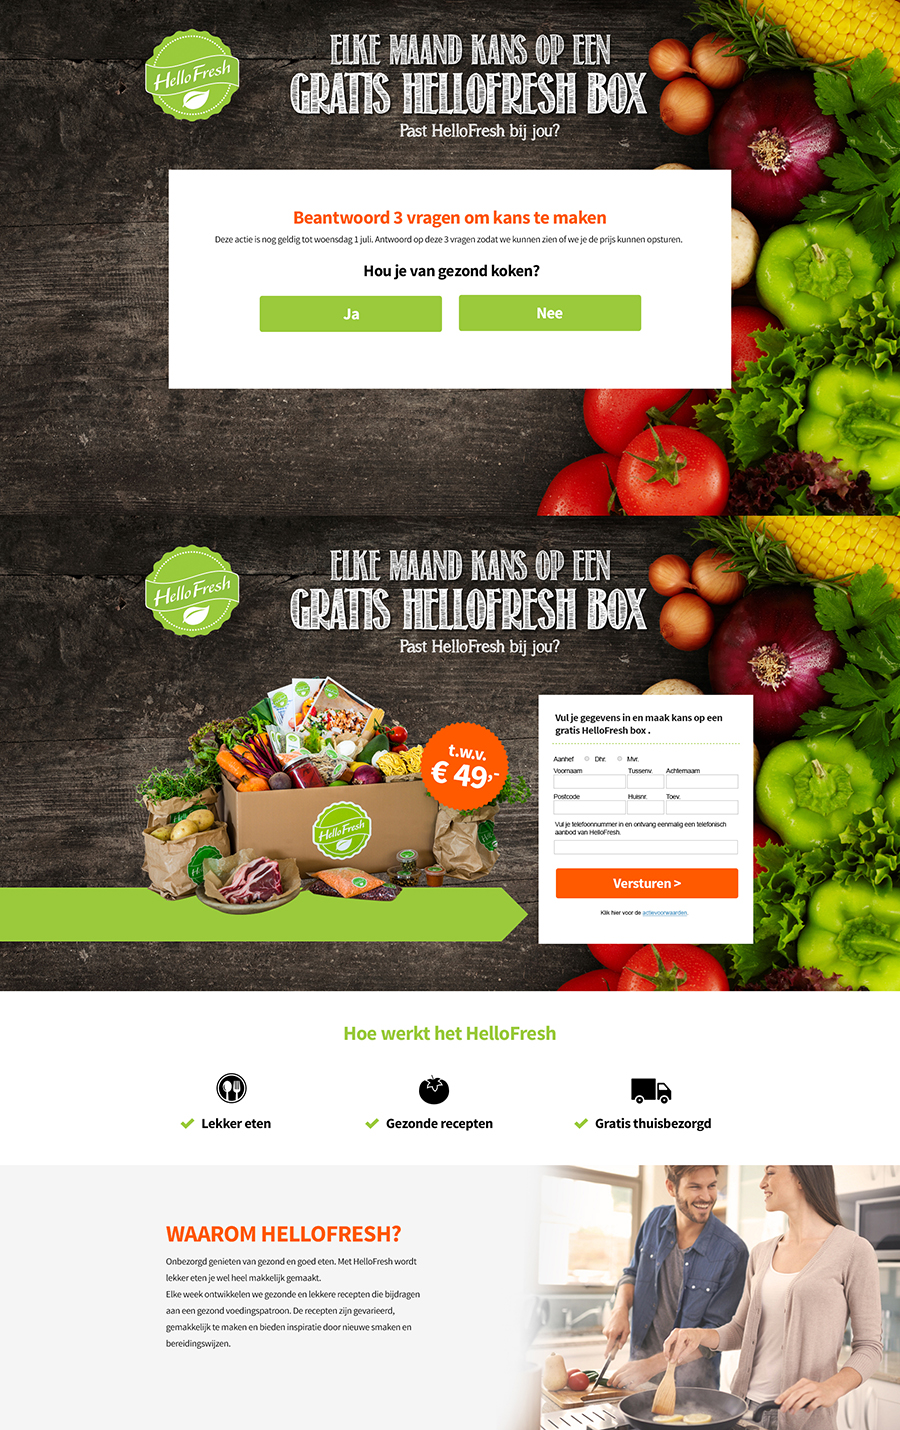 HelloFresh
ELKE MAAND KANS OP EEN
GRATIS HELLOFRESH BOX
Past HelloFresh bij jou?
Beantwoord 3 vragen om kans te maken
Deze actie is nog geldig tot woensdag 1 juli. Antwoord op deze 3 vragen zodat we kunnen zien of we je de prijs kunnen opsturen.
Hou je van gezond koken?
Ja Nee
HelloFresh
ELKE MAAND KANS OP EEN
GRATIS HELLOFRESH BOX
Past HelloFresh bij jou?
t.w.v.
€ 49,-
HelloFresh
Vul je gegevens in en maak kans op een
gratis HelloFresh box .
Aanhef Dhr. Mvr.
Voornaam Tussenv. Achternaam
Postcode Huisnr. Toev.
Vul je telefoonnummer in en ontvang eenmalig een telefonisch
aanbod van HelloFresh.
Versturen >
Klik hier voor de actievoorwaarden.
Hoe werkt het HelloFresh
Lekker eten
Gezonde recepten
Gratis thuisbezorgd
WAAROM HELLOFRESH?
Onbezorgd genieten van gezond en goed eten. Met HelloFresh wordt
lekker eten je wel heel makkelijk gemaakt.
Elke week ontwikkelen we gezonde en lekkere recepten die bijdragen
aan een gezond voedingspatroon. De recepten zijn gevarieerd,
gemakkelijk te maken en bieden inspiratie door nieuwe smaken en
bereidingswijzen.